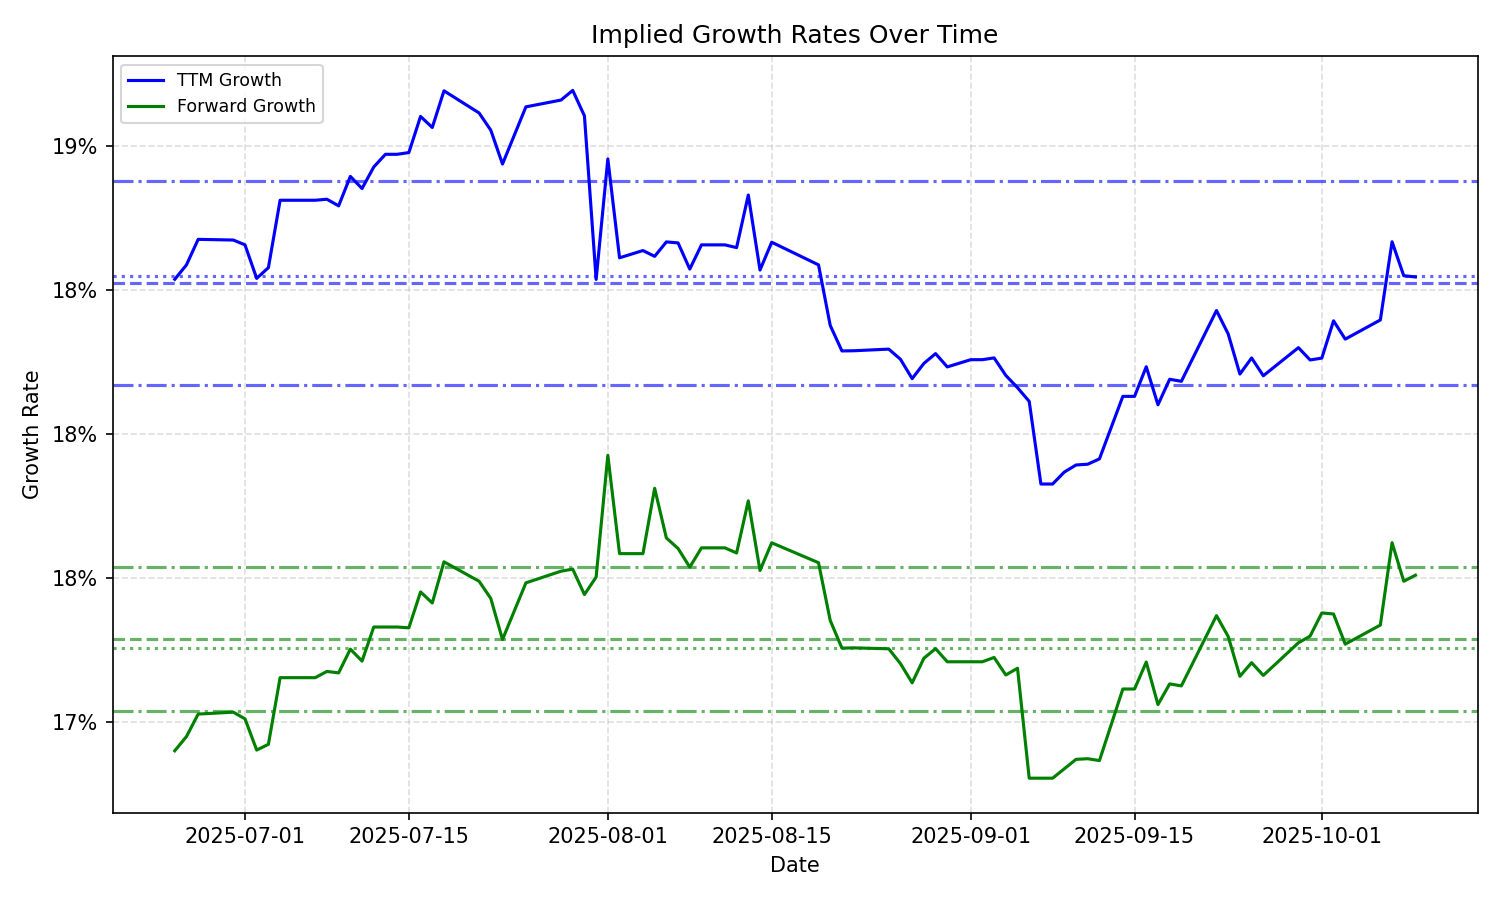 Implied Growth Rates Over Time
TTM Growth
Forward Growth
19%
18%
18%
18%
17%
Growth Rate
2025-07-01
2025-07-15
2025-08-01
2025-08-15
2025-09-01
2025-09-15
2025-10-01
Date